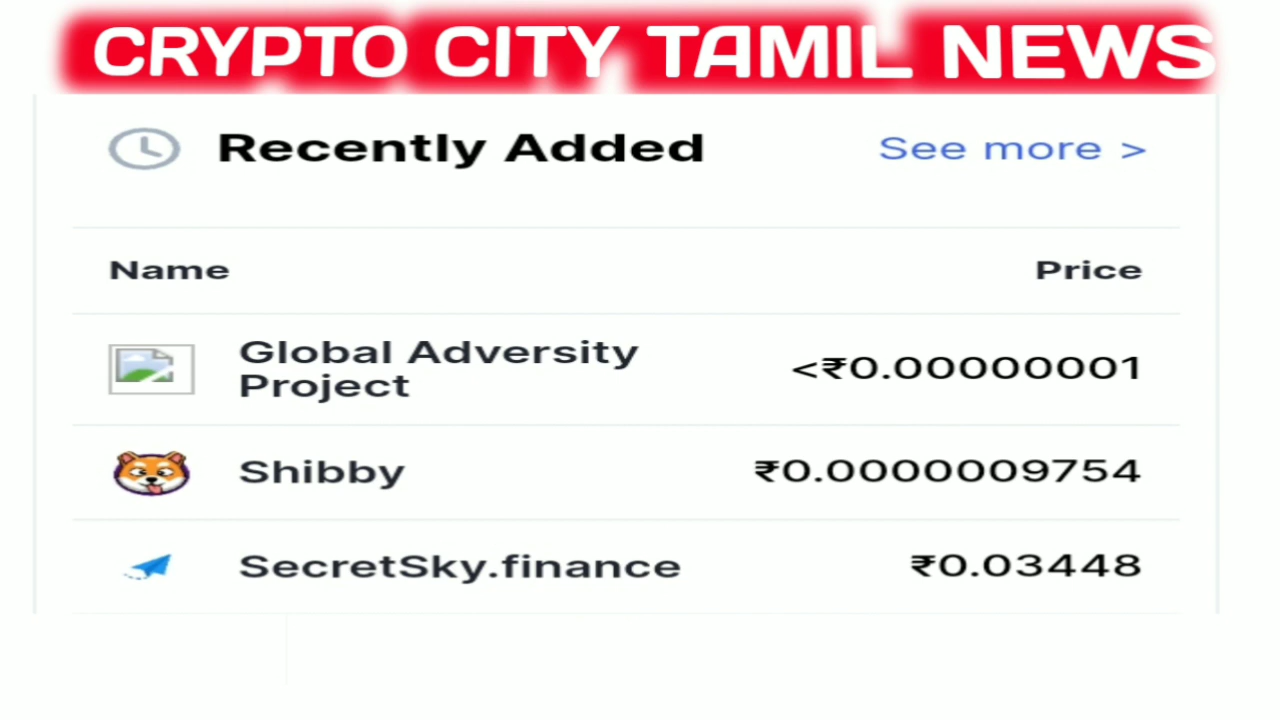 CRYPTO CITY TAMIL NEWS
Recently Added See more >
Name Price
Global Adversity
Project <₹0.00000001
Shibby ₹0.0000009754
SecretSky.finance ₹0.03448